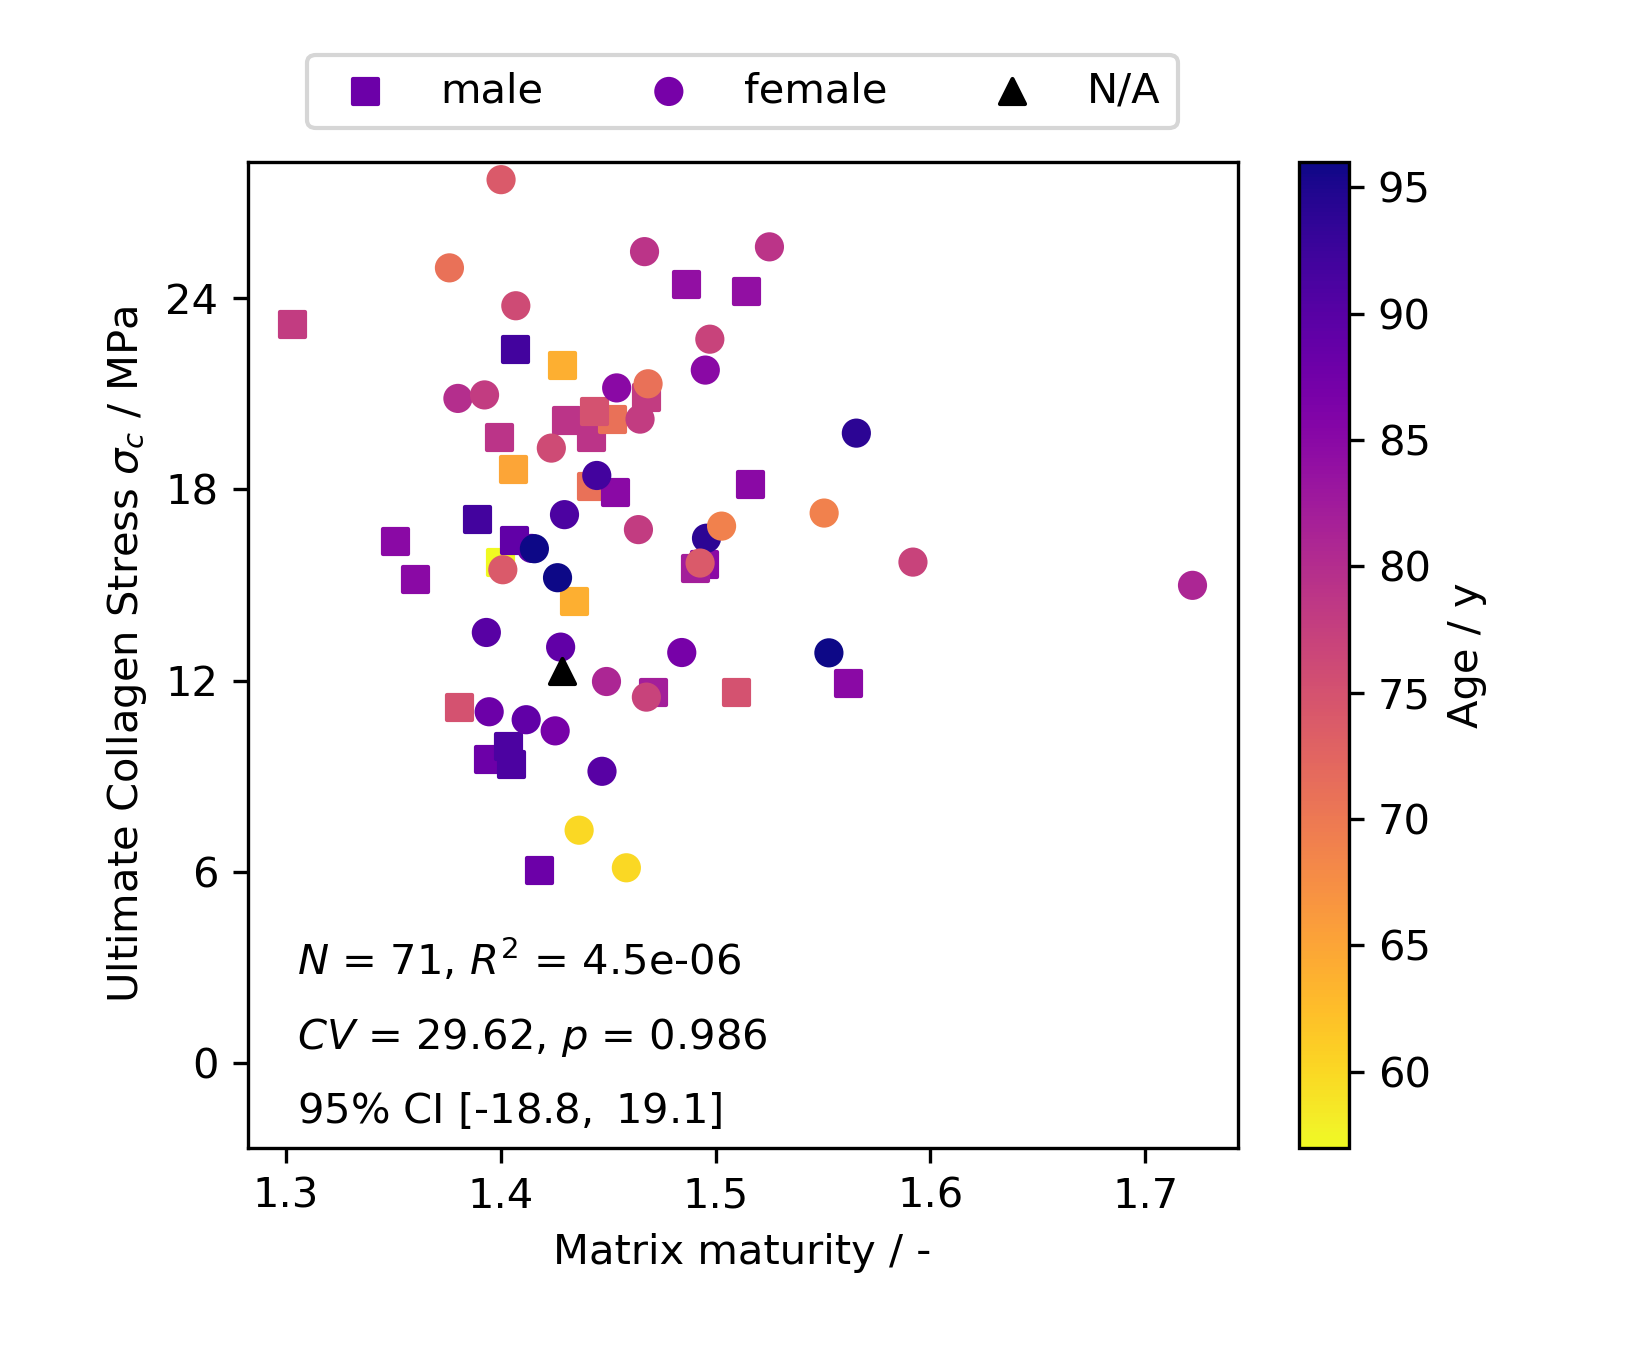 male female N/A
Ultimate Collagen Stress σc / MPa
24
18
12
6
0
N = 71, R2 = 4.5e-06
CV = 29.62, p = 0.986
95% CI [-18.8, 19.1]
1.3 1.4 1.5 1.6 1.7
Matrix maturity / -
95
90
85
80
75
70
65
60
Age / y